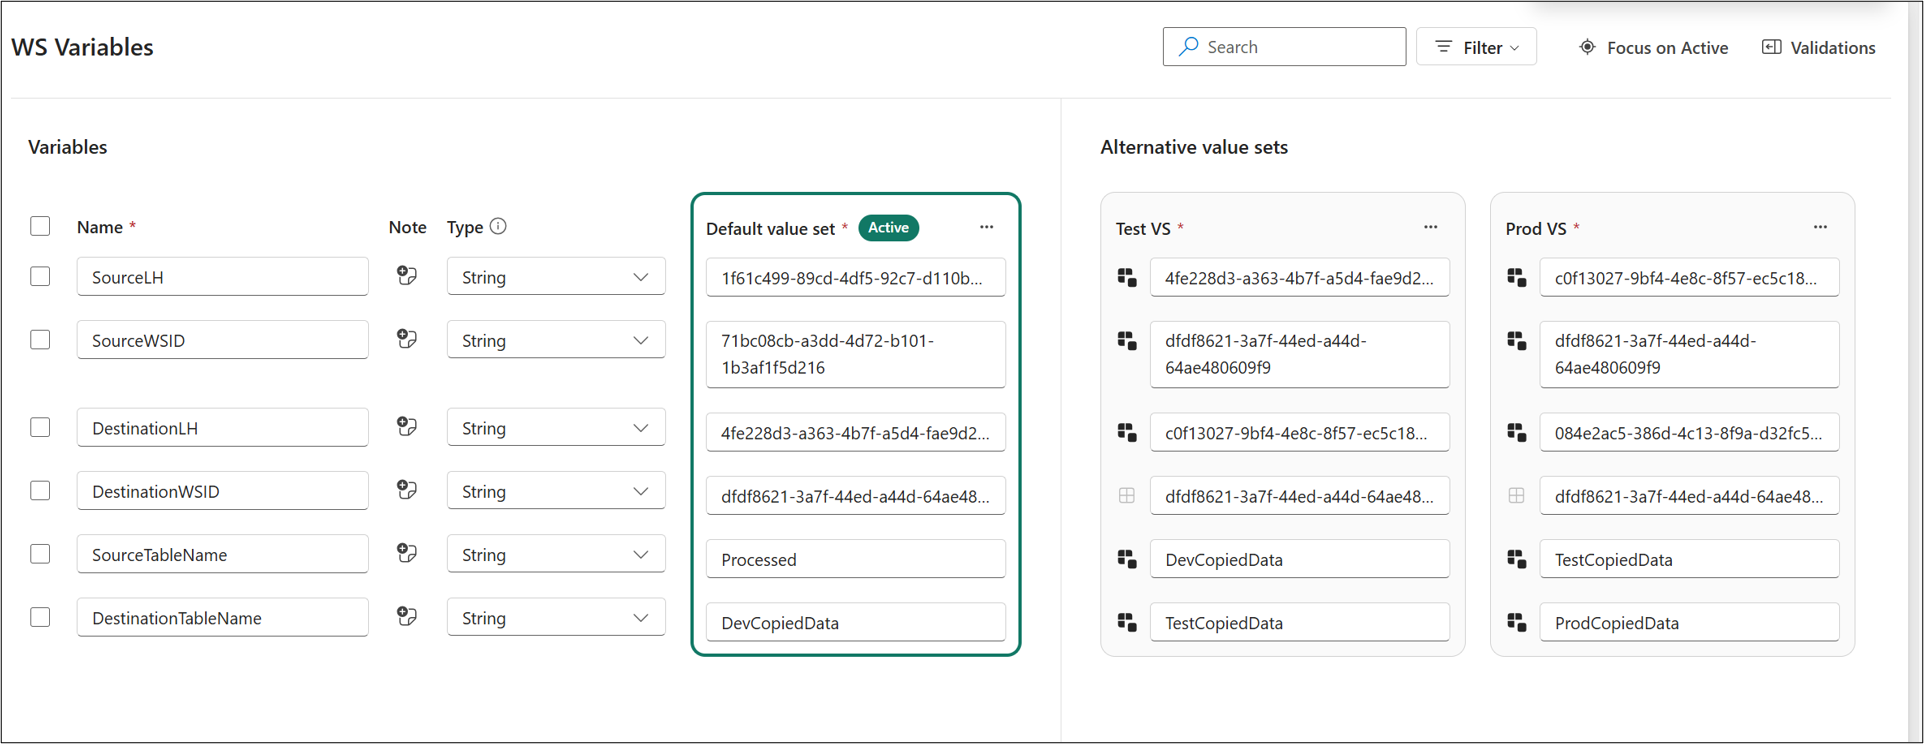 WS Variables
Search
Filter
Focus on Active
Validations
Variables
Alternative value sets
Name *
Note
Type
Default value set *
Active
...
Test VS *
...
Prod VS *
...
SourceLH
String
1f61c499-89cd-4df5-92c7-d110b...
4fe228d3-a363-4b7f-a5d4-fae9d2...
c0f13027-9bf4-4e8c-8f57-ec5c18...
SourceWSID
String
71bc08cb-a3dd-4d72-b101-
1b3af1f5d216
dfdf8621-3a7f-44ed-a44d-
64ae480609f9
dfdf8621-3a7f-44ed-a44d-
64ae480609f9
DestinationLH
String
4fe228d3-a363-4b7f-a5d4-fae9d2...
c0f13027-9bf4-4e8c-8f57-ec5c18...
084e2ac5-386d-4c13-8f9a-d32fc5...
DestinationWSID
String
dfdf8621-3a7f-44ed-a44d-64ae48...
dfdf8621-3a7f-44ed-a44d-64ae48...
dfdf8621-3a7f-44ed-a44d-64ae48...
SourceTableName
String
Processed
DevCopiedData
TestCopiedData
DestinationTableName
String
DevCopiedData
TestCopiedData
ProdCopiedData